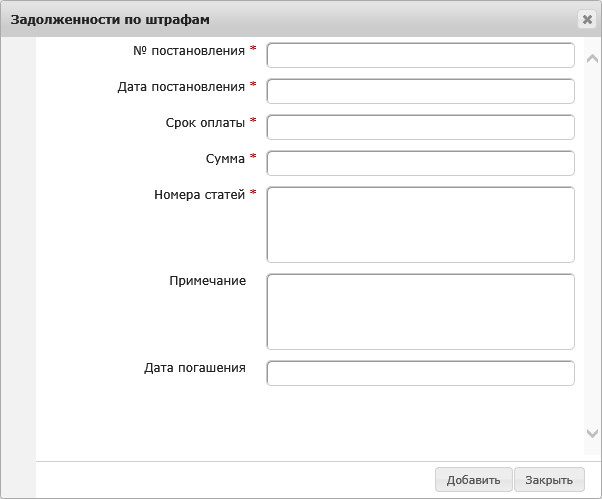 Задолженности по штрафам
№ постановления *
Дата постановления *
Срок оплаты *
Сумма *
Номера статей *
Примечание
Дата погашения
Добавить Закрыть